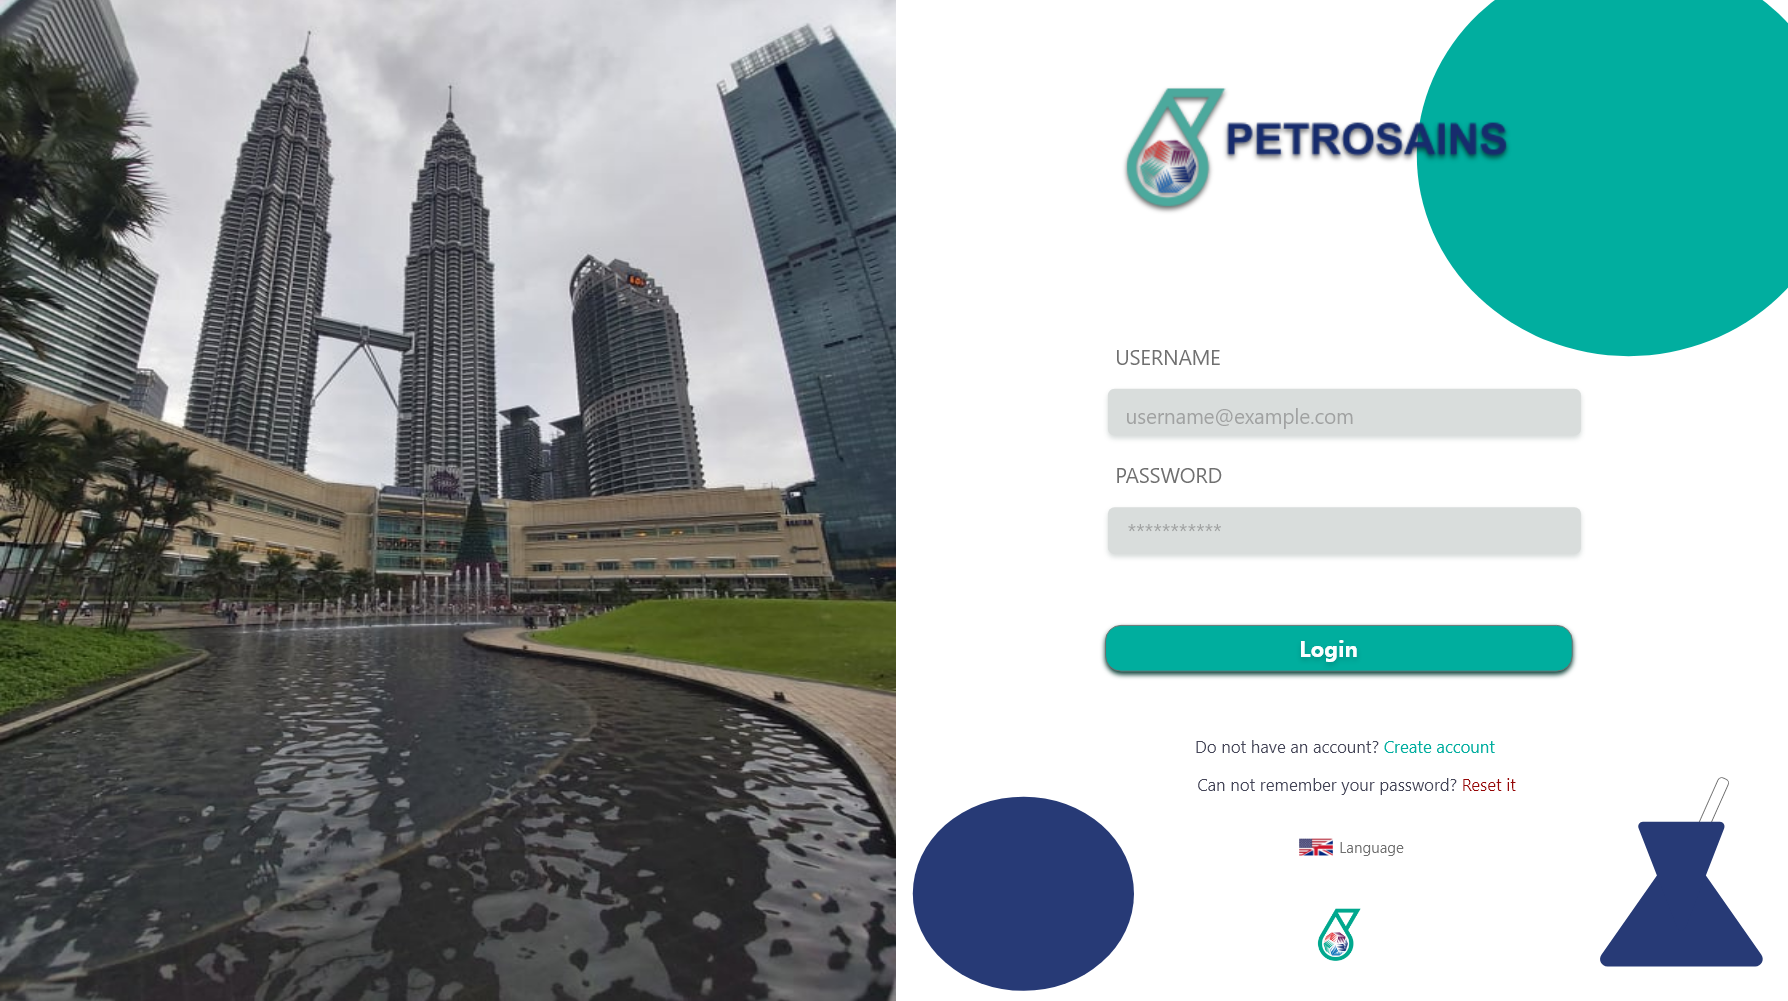 PETROSAINS
USERNAME
username@example.com
PASSWORD
***********
Login
Do not have an account? Create account
Can not remember your password? Reset it
Language